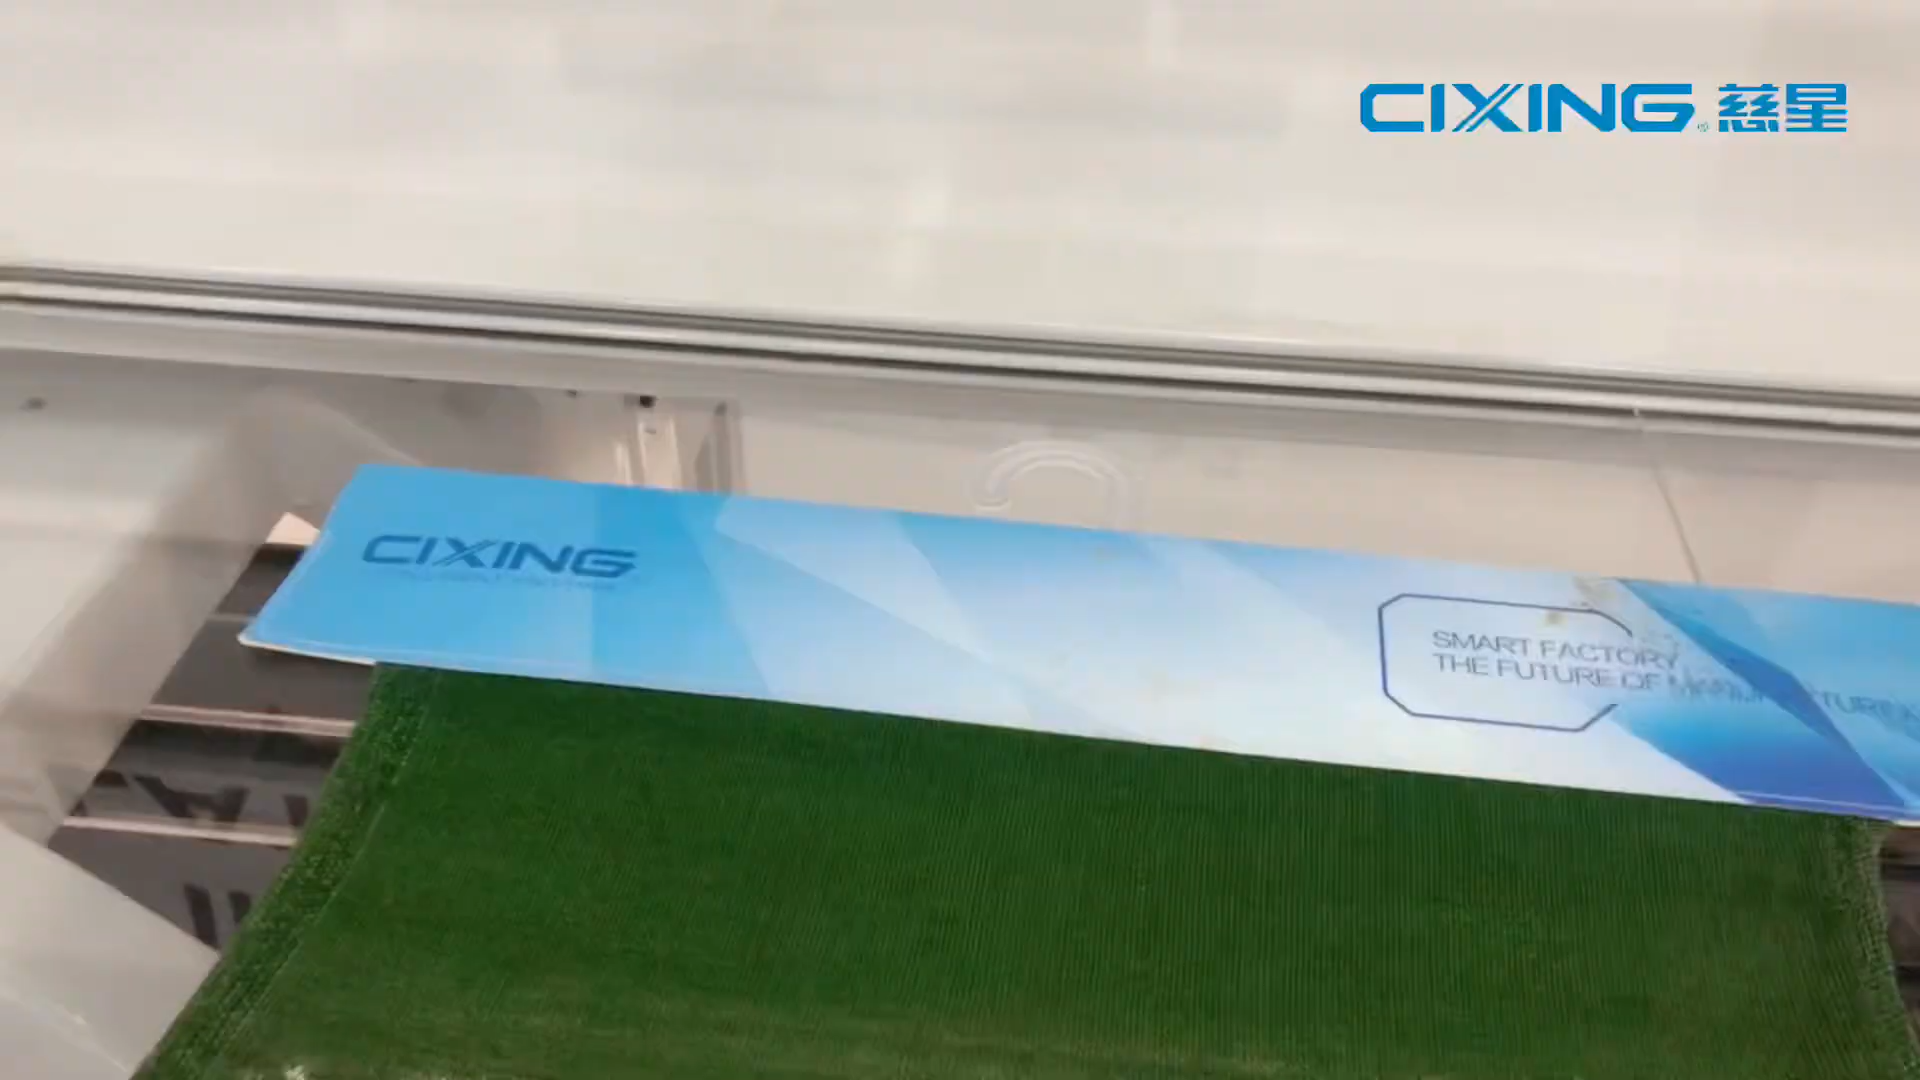 CIXING® 慈星
CIXING
SMART FACTORY
THE FUTURE OF